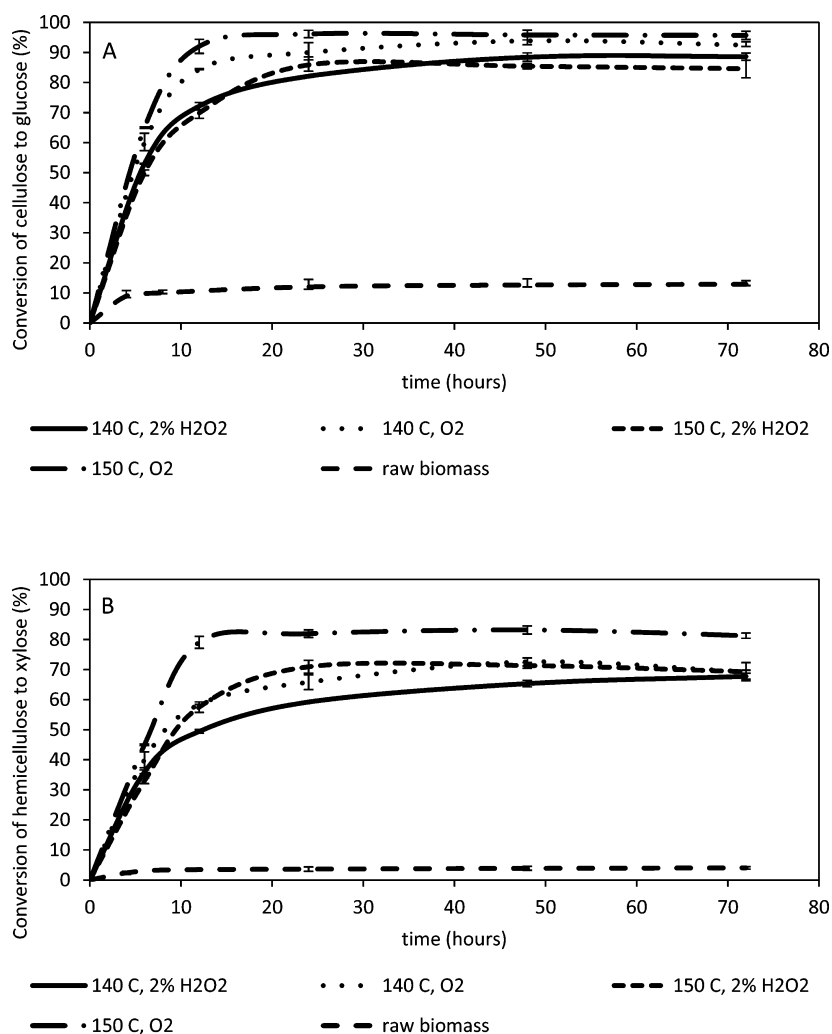 Conversion of cellulose to glucose (%)
100
A
90
80
70
60
50
40
30
20
10
0
0 10 20 30 40 50 60 70 80
time (hours)
140 C, 2% H2O2 140 C, O2 150 C, 2% H2O2
150 C, O2 raw biomass
Conversion of hemicellulose to xylose (%)
100
B
90
80
70
60
50
40
30
20
10
0
0 10 20 30 40 50 60 70 80
time (hours)
140 C, 2% H2O2 140 C, O2 150 C, 2% H2O2
150 C, O2 raw biomass